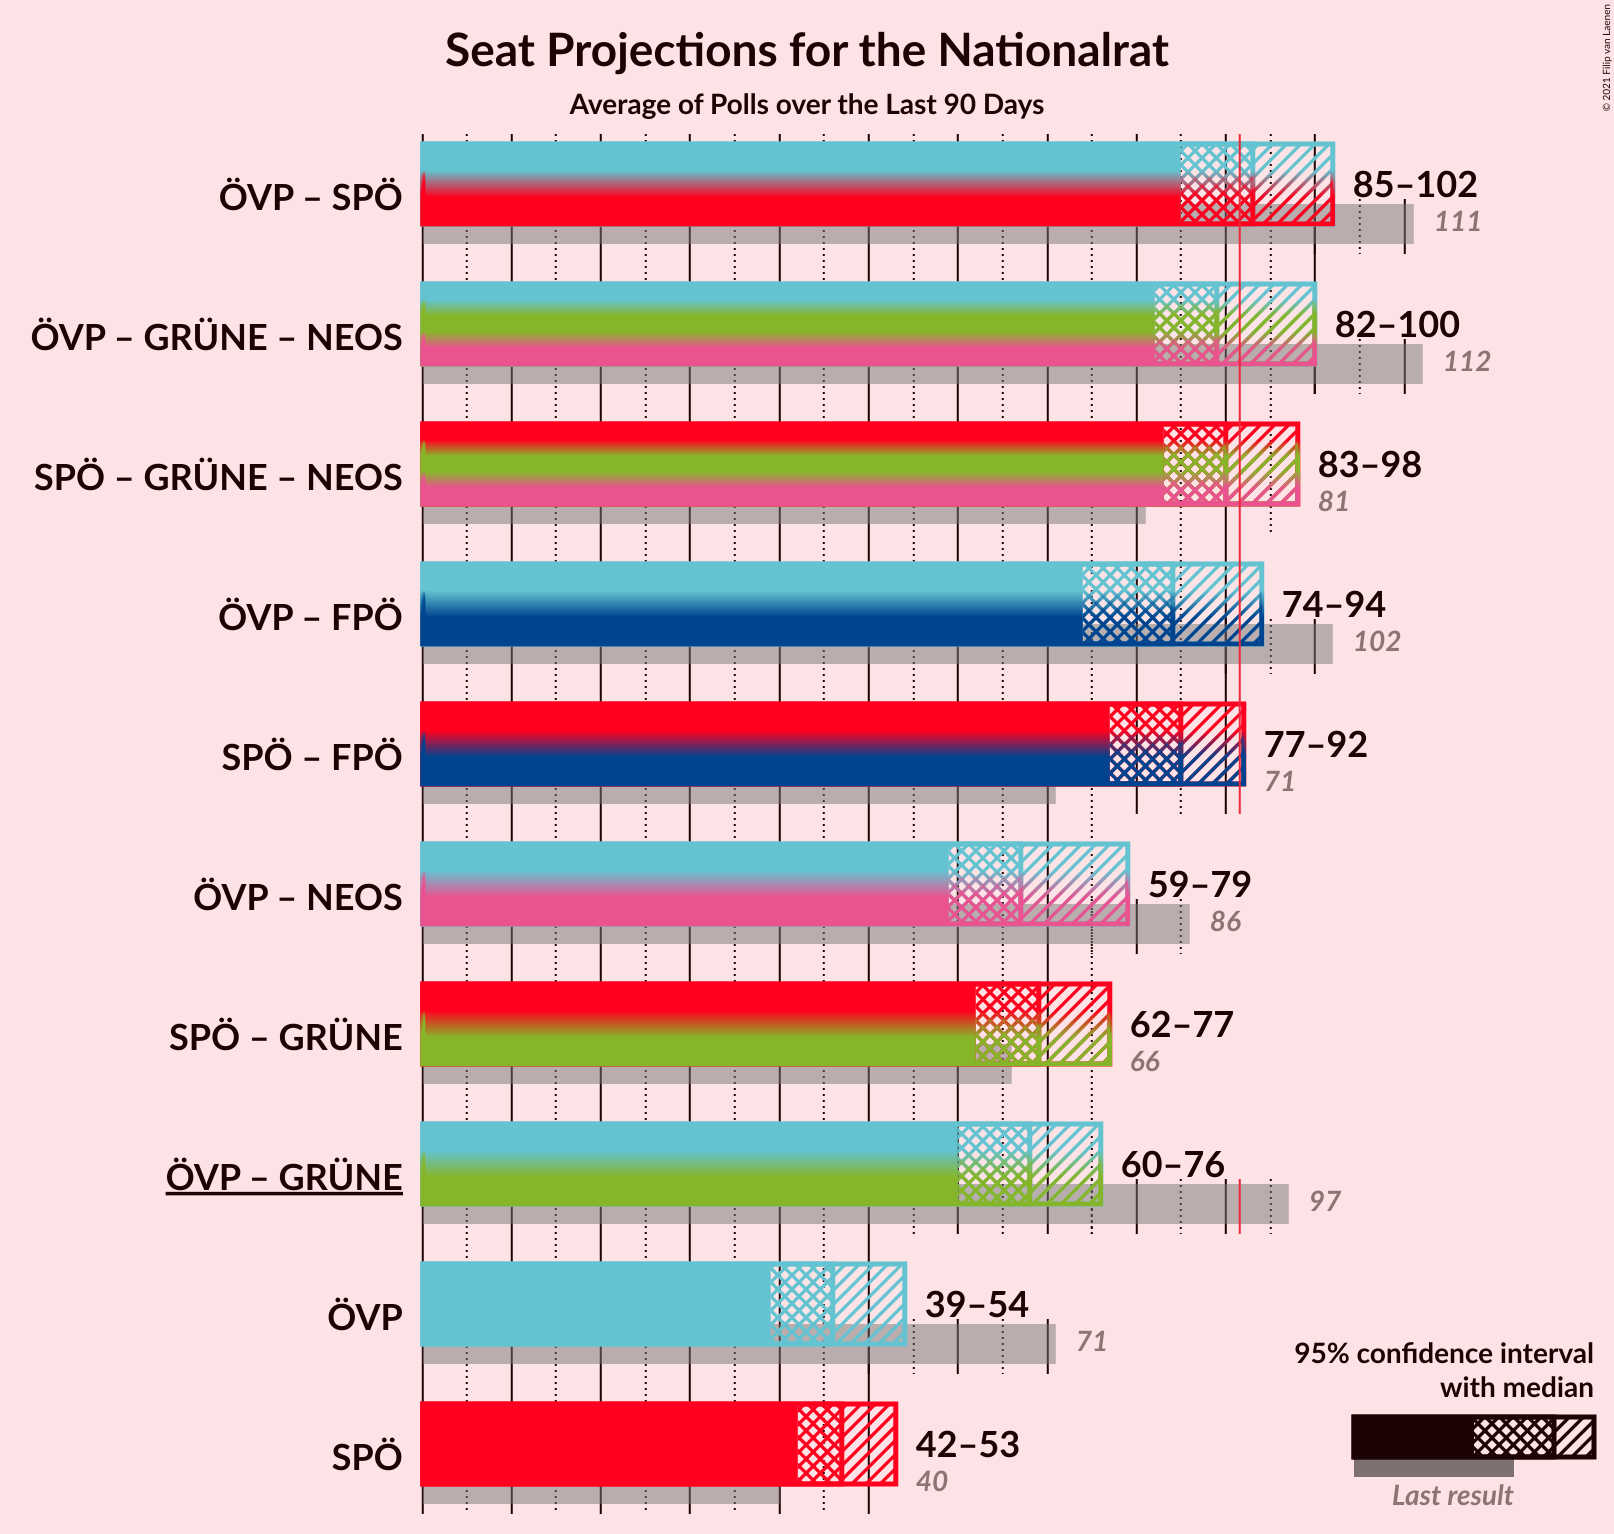 Seat Projections for the Nationalrat
Average of Polls over the Last 90 Days
© 2021 Filip van Laenen
ÖVP – SPÖ
85–102
111
ÖVP – GRÜNE – NEOS
82–100
112
SPÖ – GRÜNE – NEOS
83–98
81
ÖVP – FPÖ
74–94
102
SPÖ – FPÖ
77–92
71
ÖVP – NEOS
59–79
86
SPÖ – GRÜNE
62–77
66
ÖVP – GRÜNE
60–76
97
ÖVP
39–54
71
SPÖ
42–53
40
95% confidence interval
with median
Last result